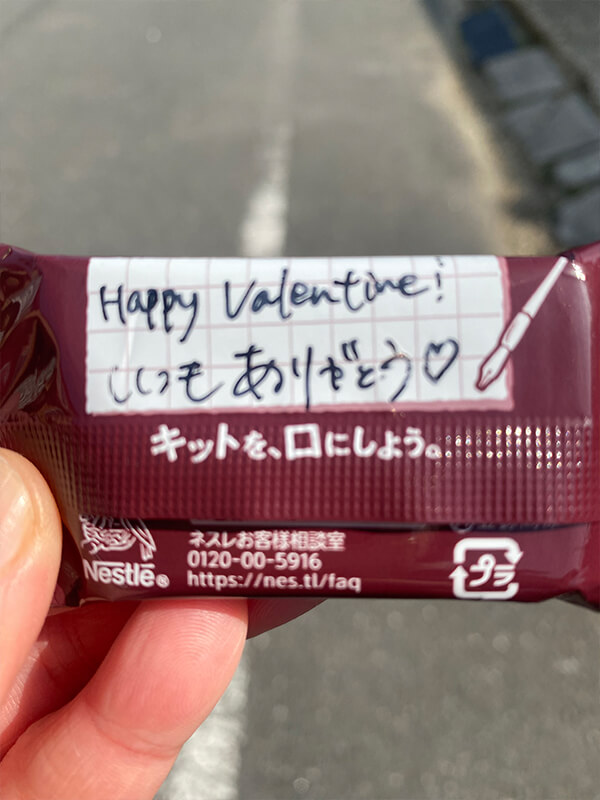 Happy Valentine!
いつもありがとう♡
キットを、口にしよう。
Nestlé®
ネスレお客様相談室
0120-00-5916
https://nes.tl/faq
プラ